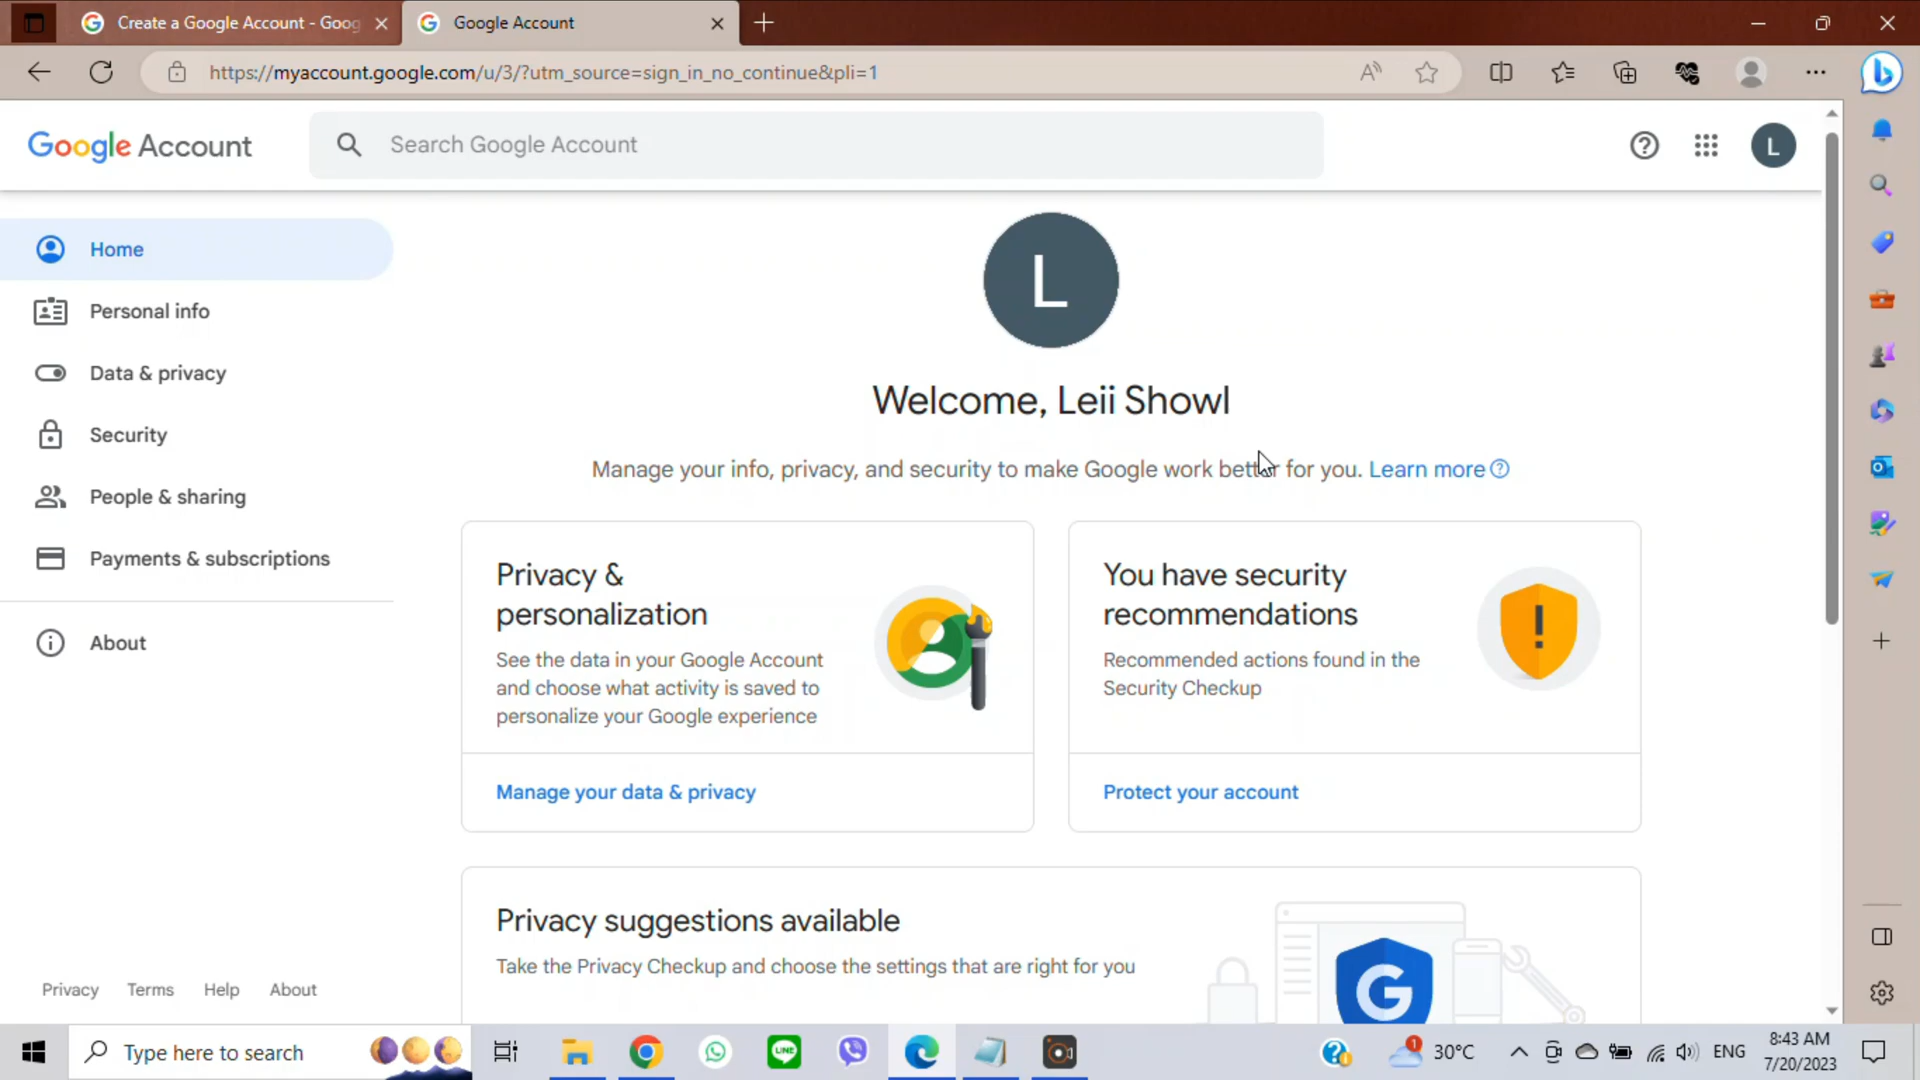 Create a Google Account - Goog
Google Account
https://myaccount.google.com/u/3/?utm_source=sign_in_no_continue&pli=1
Google Account
Search Google Account
L
Home
Personal info
Data & privacy
Security
People & sharing
Payments & subscriptions
About
L
Welcome, Leii Showl
Manage your info, privacy, and security to make Google work better for you. Learn more
Privacy &
personalization
See the data in your Google Account
and choose what activity is saved to
personalize your Google experience
Manage your data & privacy
You have security
recommendations
Recommended actions found in the
Security Checkup
Protect your account
Privacy suggestions available
Take the Privacy Checkup and choose the settings that are right for you
G
Privacy Terms Help About
Type here to search
LINE
1
30°C
ENG
8:43 AM
7/20/2023